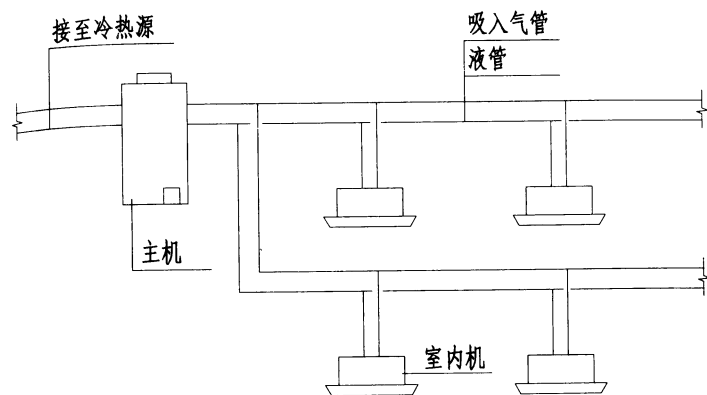 接至冷热源
吸入气管
液管
主机
室内机